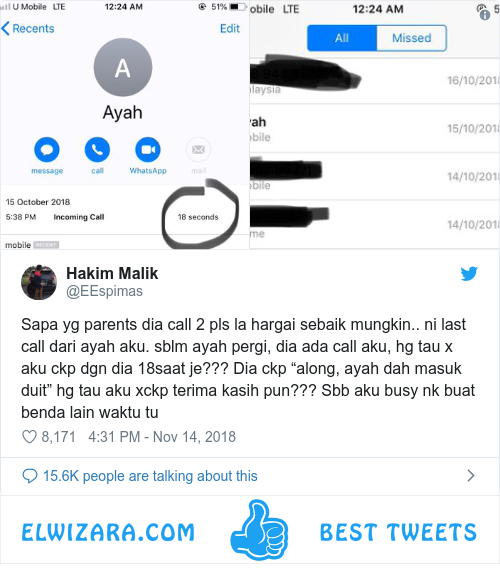 U Mobile LTE 12:24 AM 51%
Recents Edit
A
Ayah
message call WhatsApp mail
15 October 2018
5:38 PM Incoming Call 18 seconds
mobile RECENT
obile LTE 12:24 AM 5
All Missed
laysia 16/10/201
ah
bile 15/10/201
bile 14/10/201
me 14/10/201
Hakim Malik
@EEspimas
Sapa yg parents dia call 2 pls la hargai sebaik mungkin.. ni last
call dari ayah aku. sblm ayah pergi, dia ada call aku, hg tau x
aku ckp dgn dia 18saat je??? Dia ckp “along, ayah dah masuk
duit” hg tau aku xckp terima kasih pun??? Sbb aku busy nk buat
benda lain waktu tu
8,171 4:31 PM - Nov 14, 2018
15.6K people are talking about this
ELWIZARA.COM BEST TWEETS